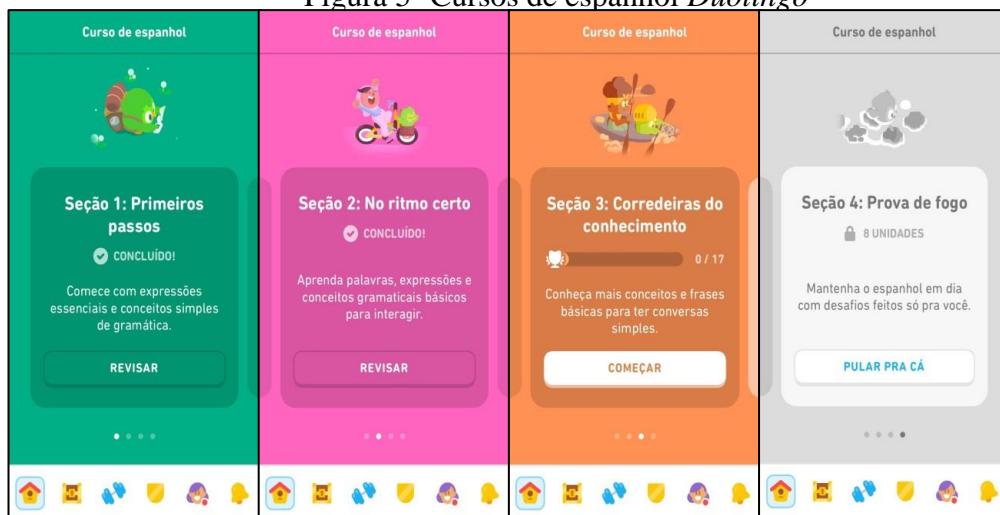 Figura 3- Cursos de espanhol Duolingo
Curso de espanhol
Seção 1: Primeiros
passos
CONCLUÍDO!
Comece com expressões
essenciais e conceitos simples
de gramática.
REVISAR
Curso de espanhol
Seção 2: No ritmo certo
CONCLUÍDO!
Aprenda palavras, expressões e
conceitos gramaticais básicos
para interagir.
REVISAR
Curso de espanhol
Seção 3: Corredeiras do
conhecimento
0 / 17
Conheça mais conceitos e frases
básicas para ter conversas
simples.
COMEÇAR
Curso de espanhol
Seção 4: Prova de fogo
8 UNIDADES
Mantenha o espanhol em dia
com desafios feitos só pra você.
PULAR PRA CÁ